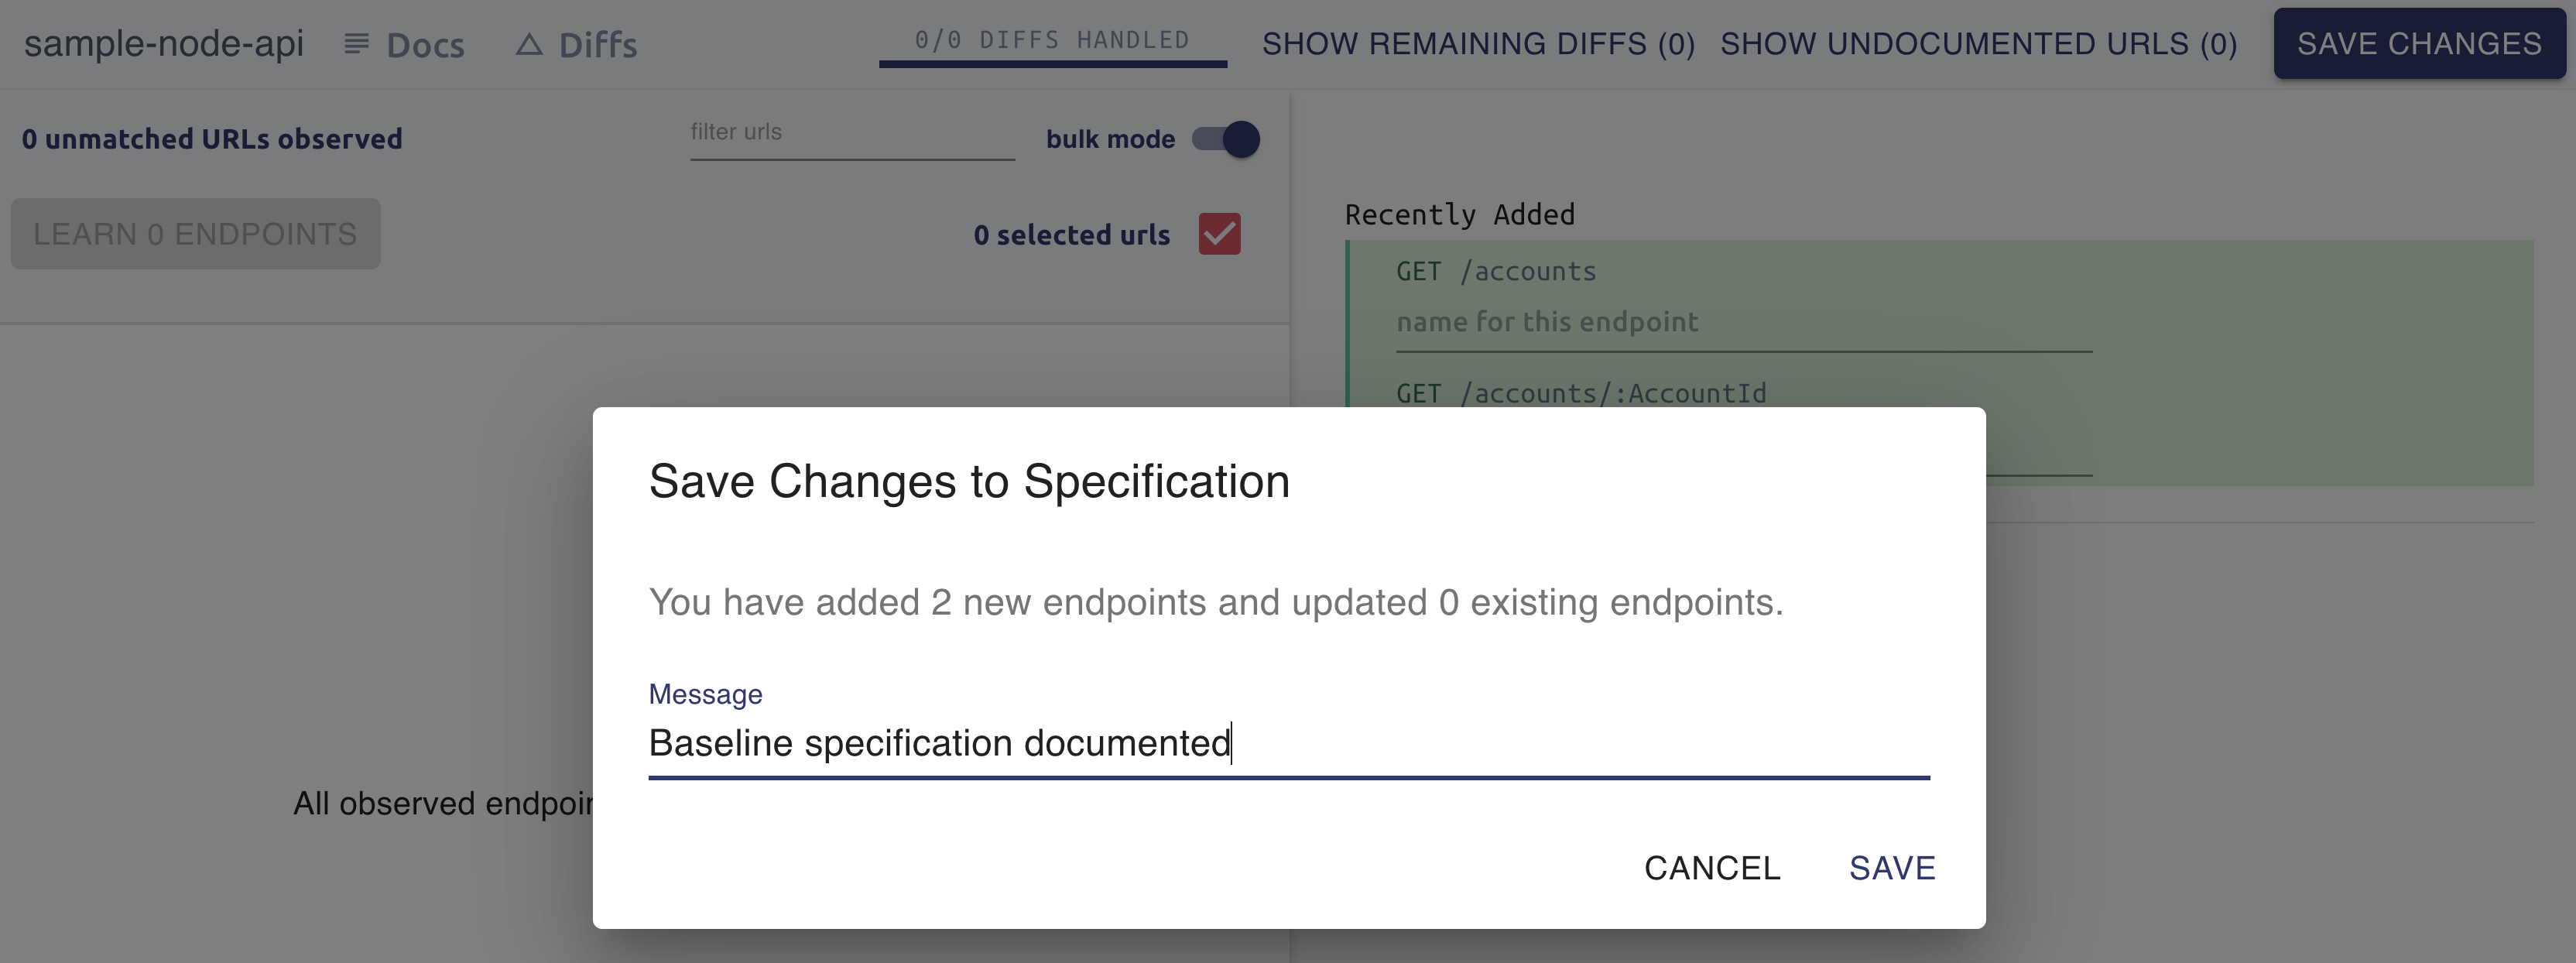 sample-node-api Docs Diffs 0/0 DIFFS HANDLED SHOW REMAINING DIFFS (0) SHOW UNDOCUMENTED URLS (0) SAVE CHANGES
0 unmatched URLs observed filter urls bulk mode
LEARN 0 ENDPOINTS 0 selected urls
Recently Added
GET /accounts
name for this endpoint
GET /accounts/:AccountId
Save Changes to Specification
You have added 2 new endpoints and updated 0 existing endpoints.
Message
Baseline specification documented
All observed
CANCEL SAVE